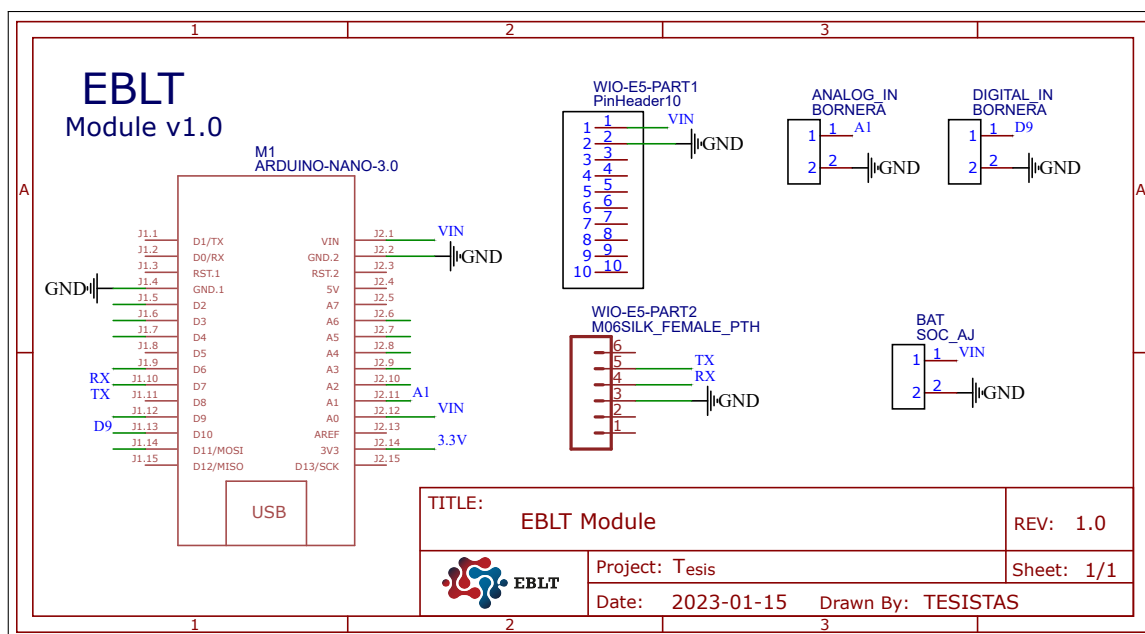 1 2 3
A A
EBLT
Module v1.0
M1
ARDUINO-NANO-3.0
J1.1 D1/TX VIN J2.1 VIN
J1.2 D0/RX GND.2 J2.2 GND
J1.3 RST.1 RST.2 J2.3
GND J1.4 GND.1 5V J2.4
J1.5 D2 A7 J2.5
J1.6 D3 A6 J2.6
J1.7 D4 A5 J2.7
J1.8 D5 A4 J2.8
J1.9 D6 A3 J2.9
RX J1.10 D7 A2 J2.10
TX J1.11 D8 A1 J2.11 A1
J1.12 D9 A0 J2.12 VIN
D9 J1.13 D10 AREF J2.13
J1.14 D11/MOSI 3V3 J2.14 3.3V
J1.15 D12/MISO D13/SCK J2.15
USB
WIO-E5-PART1
PinHeader10
1 1 VIN
2 2 GND
3 3
4 4
5 5
6 6
7 7
8 8
9 9
10 10
ANALOG_IN
BORNERA
1 1 A1
2 2 GND
DIGITAL_IN
BORNERA
1 1 D9
2 2 GND
WIO-E5-PART2
M06SILK_FEMALE_PTH
6
5 TX
4 RX
3 GND
2
1
BAT
SOC_AJ
1 1 VIN
2 2 GND
TITLE:
EBLT Module
REV: 1.0
EBLT
Project: Tesis
Sheet: 1/1
Date: 2023-01-15 Drawn By: TESISTAS
1 2 3